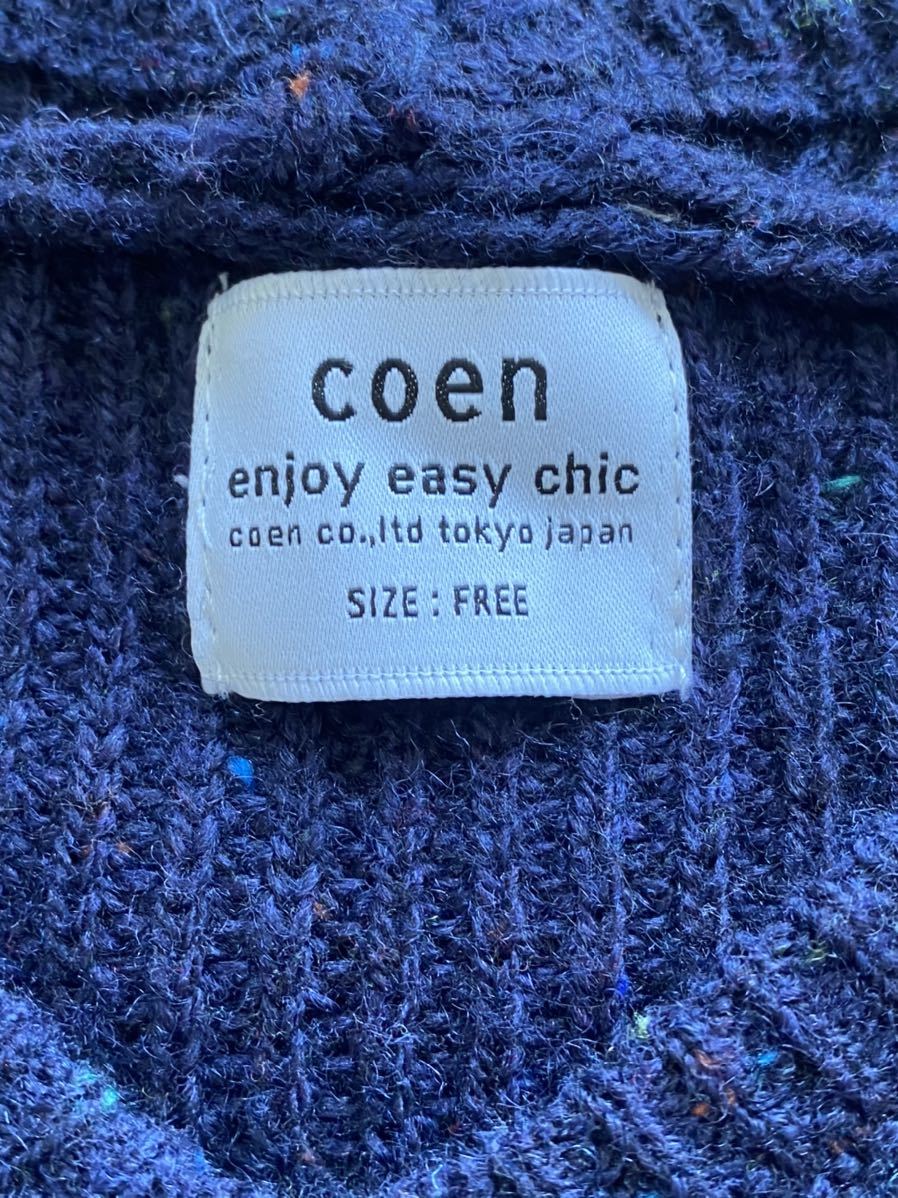 coen
enjoy easy chic
coen co.,ltd tokyo japan
SIZE : FREE